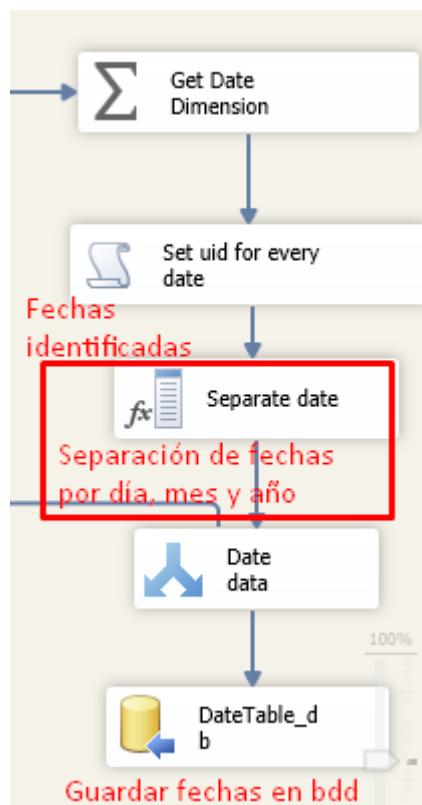 Get Date
Dimension
Set uid for every
date
Fechas
identificadas
fx
Separate date
Separación de fechas
por día, mes y año
Date
data
100%
DateTable_d
b
Guardar fechas en bdd